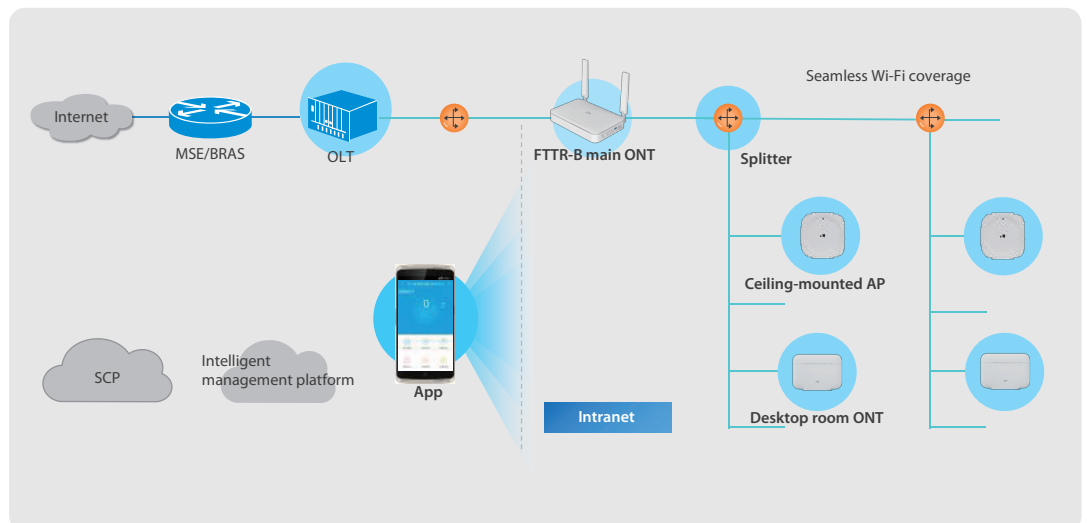 Seamless Wi-Fi coverage
Internet
MSE/BRAS
OLT
FTTR-B main ONT
Splitter
Ceiling-mounted AP
SCP
Intelligent
management platform
App
Intranet
Desktop room ONT